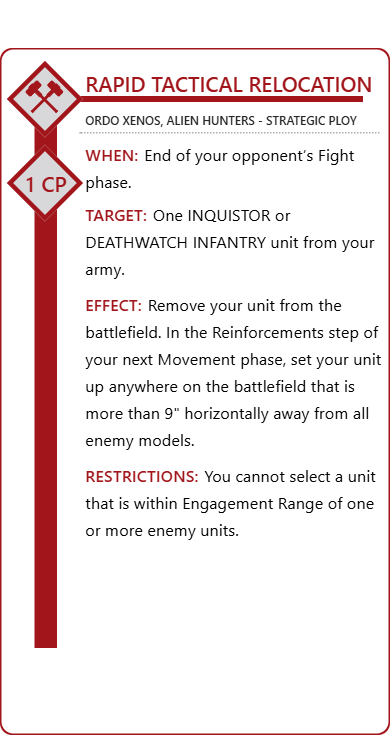 RAPID TACTICAL RELOCATION
ORDO XENOS, ALIEN HUNTERS - STRATEGIC PLOY
WHEN: End of your opponent's Fight
phase.
1 CP
TARGET: One INQUISTOR or
DEATHWATCH INFANTRY unit from your
army.
EFFECT: Remove your unit from the
battlefield. In the Reinforcements step of
your next Movement phase, set your unit
up anywhere on the battlefield that is
more than 9" horizontally away from all
enemy models.
RESTRICTIONS: You cannot select a unit
that is within Engagement Range of one
or more enemy units.